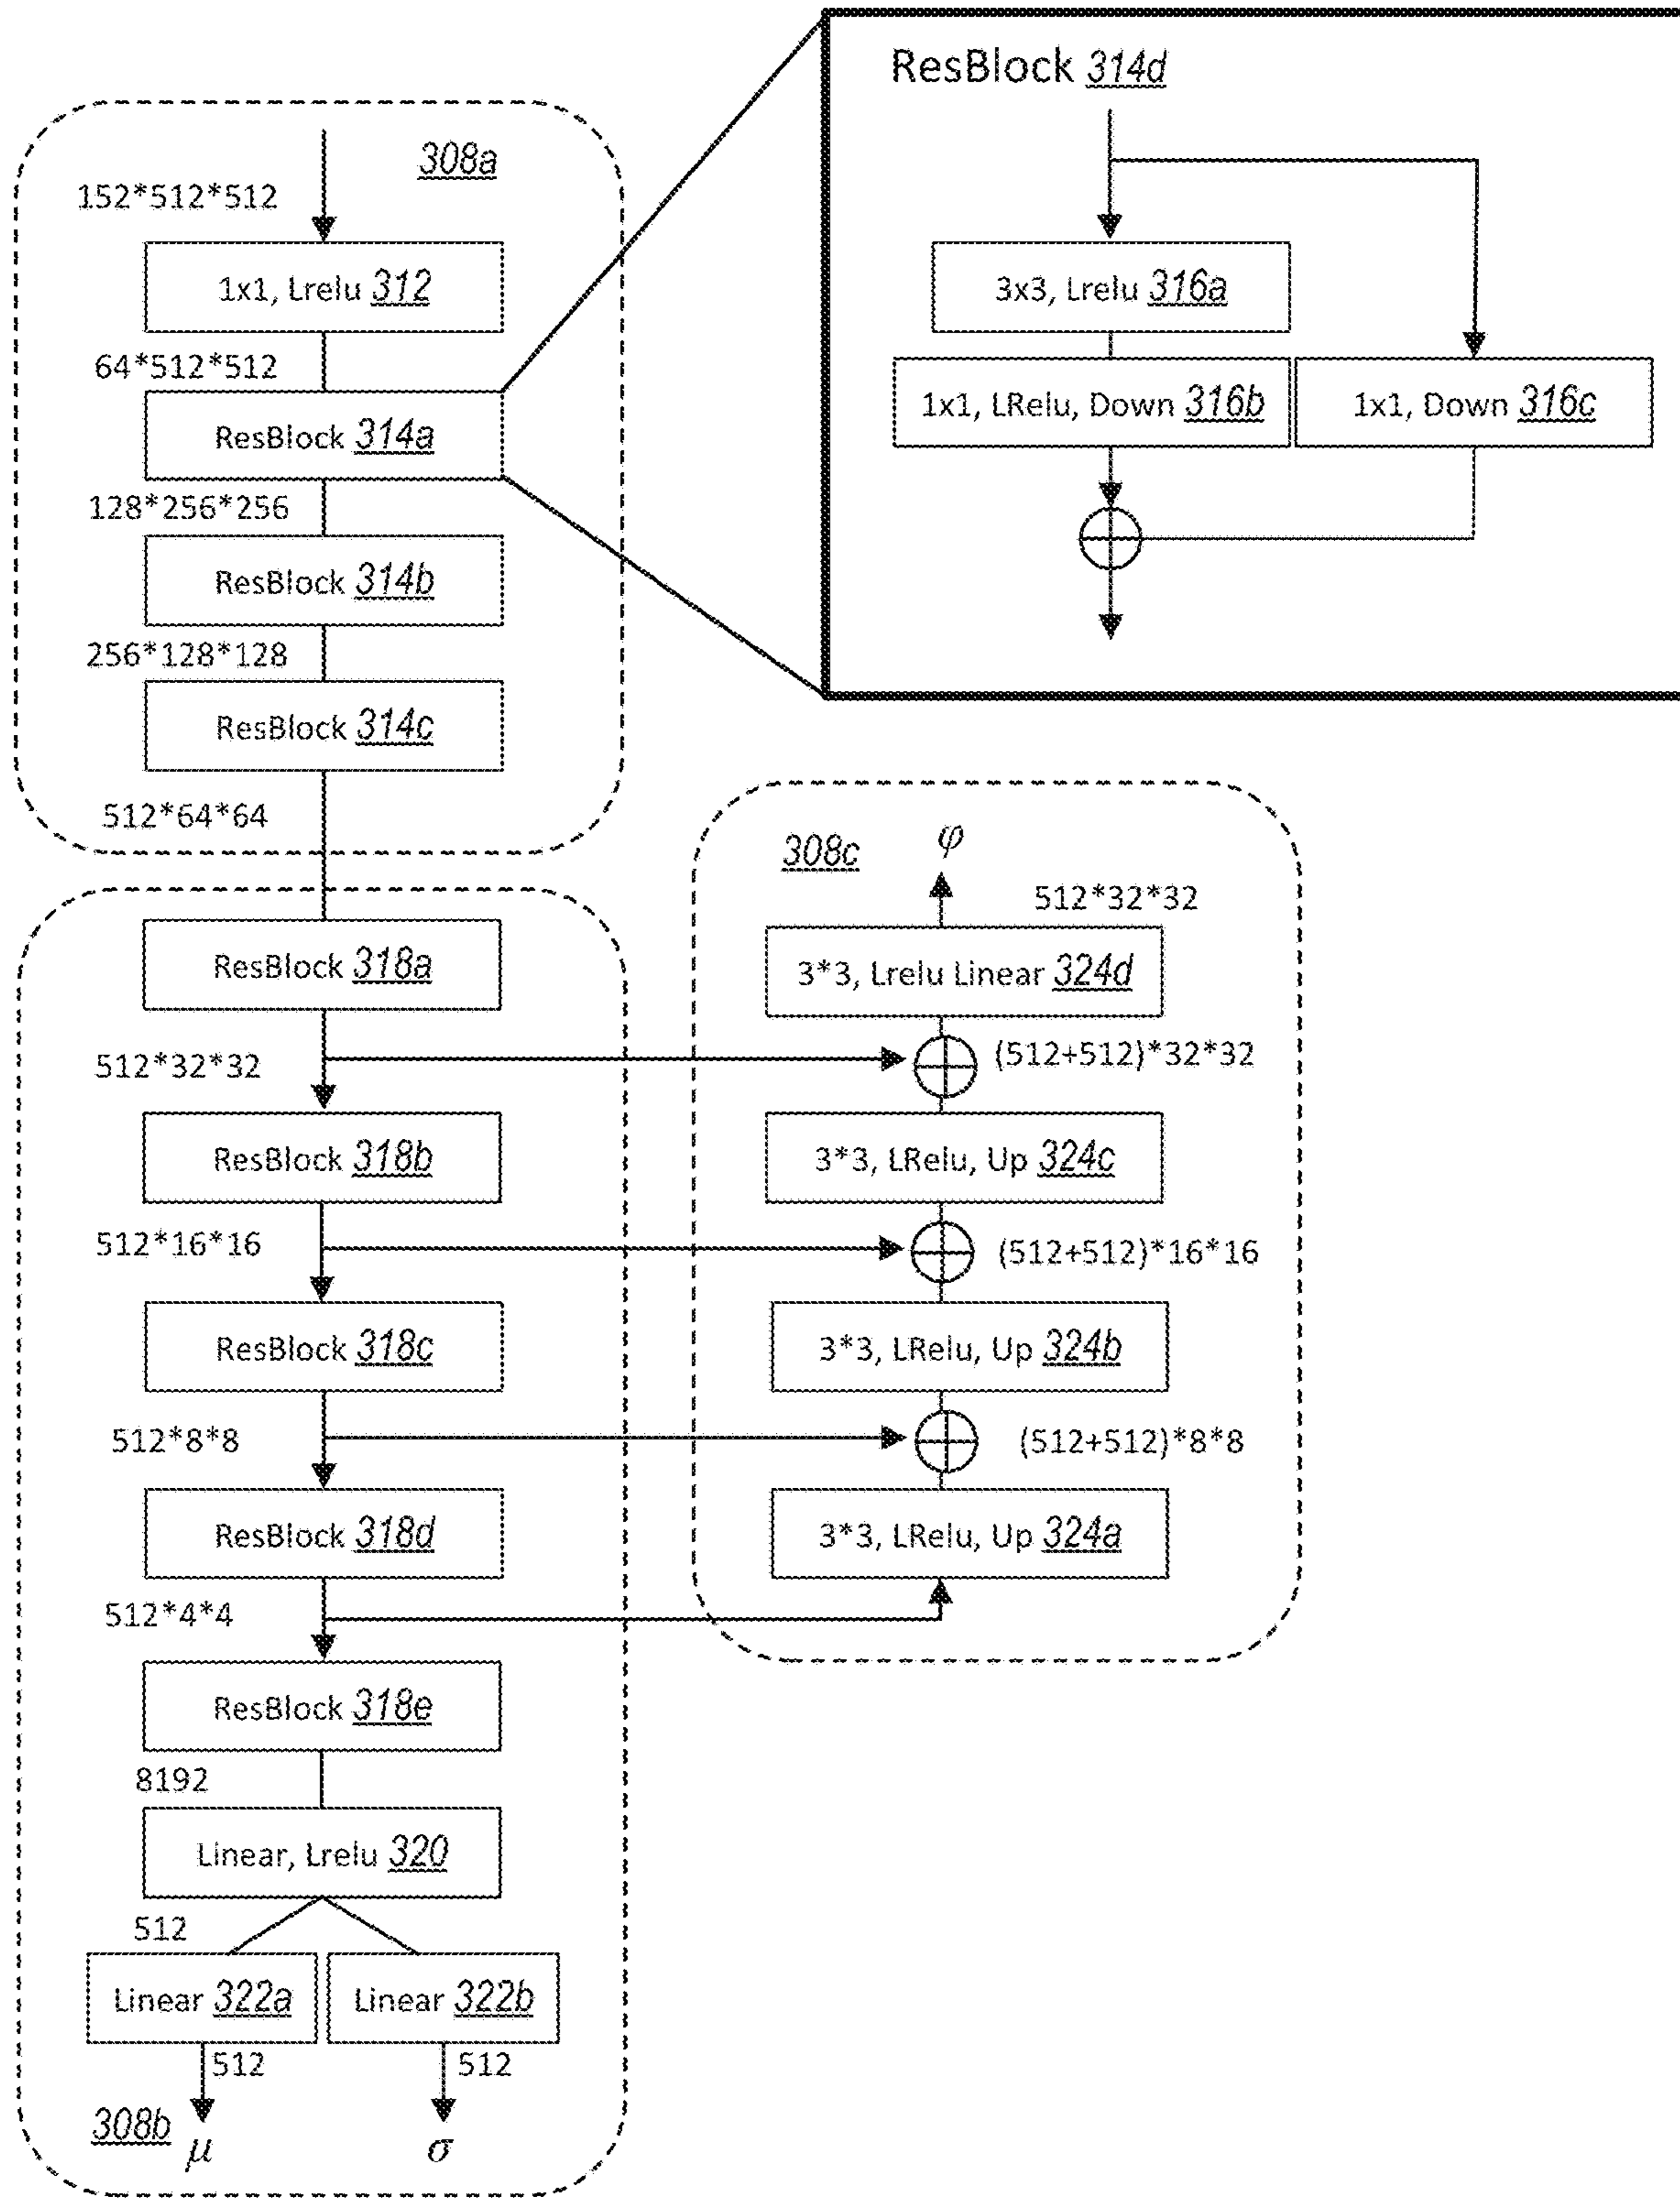 308a
152*512*512
1x1, Lrelu 312
64*512*512
ResBlock 314a
128*256*256
ResBlock 314b
256*128*128
ResBlock 314c
512*64*64
ResBlock 314d
3x3, Lrelu 316a
1x1, LRelu, Down 316b
1x1, Down 316c
ResBlock 318a
512*32*32
ResBlock 318b
512*16*16
ResBlock 318c
512*8*8
ResBlock 318d
512*4*4
ResBlock 318e
8192
Linear, Lrelu 320
512
Linear 322a
Linear 322b
512
512
308b
μ
σ
308c
φ
512*32*32
3*3, Lrelu Linear 324d
(512+512)*32*32
3*3, LRelu, Up 324c
(512+512)*16*16
3*3, LRelu, Up 324b
(512+512)*8*8
3*3, LRelu, Up 324a